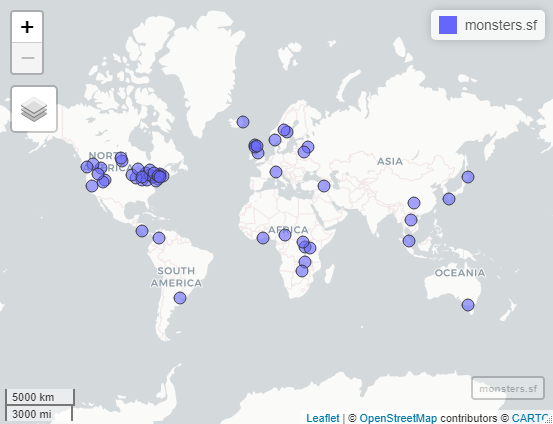 +
monsters.sf
−
NORTH
AMERICA
ASIA
AFRICA
SOUTH
AMERICA
OCEANIA
monsters.sf
5000 km
3000 mi
Leaflet | © OpenStreetMap contributors © CARTO